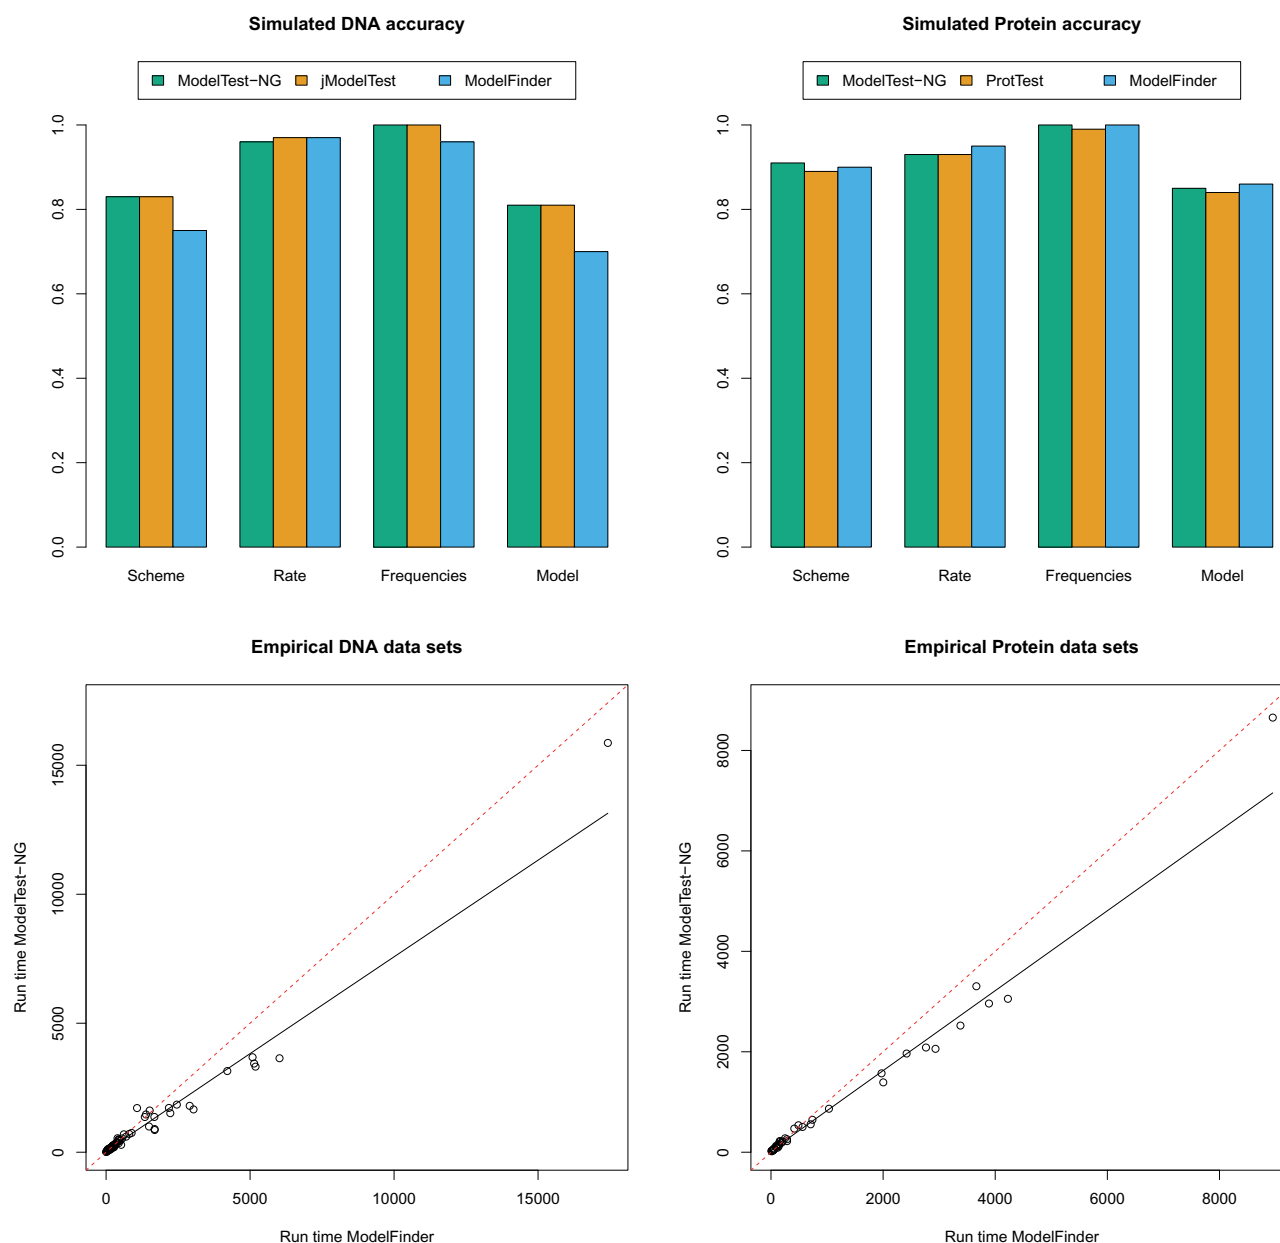 Simulated DNA accuracy
ModelTest−NG jModelTest ModelFinder
1.0
0.8
0.6
0.4
0.2
0.0
Scheme Rate Frequencies Model
Simulated Protein accuracy
ModelTest−NG ProtTest ModelFinder
1.0
0.8
0.6
0.4
0.2
0.0
Scheme Rate Frequencies Model
Empirical DNA data sets
Run time ModelTest−NG
15000
10000
5000
0
0 5000 10000 15000
Run time ModelFinder
Empirical Protein data sets
Run time ModelTest−NG
8000
6000
4000
2000
0
0 2000 4000 6000 8000
Run time ModelFinder